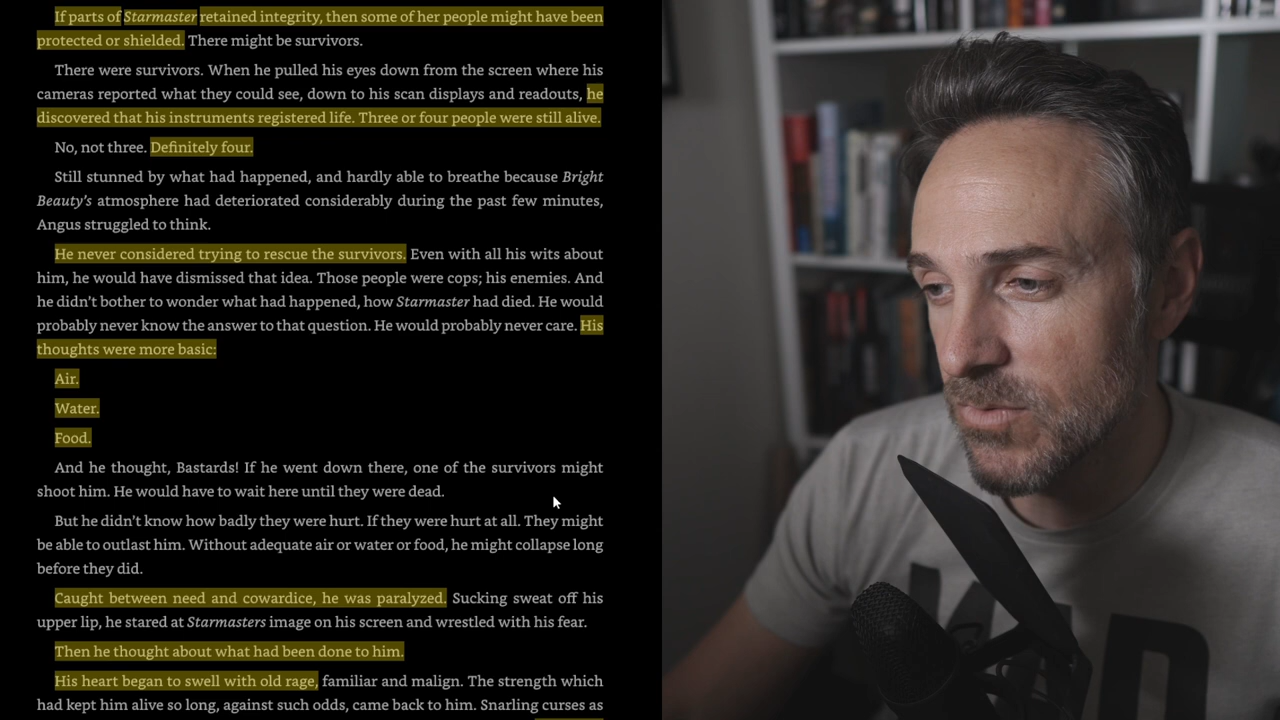 If parts of Starmaster retained integrity, then some of her people might have been
protected or shielded. There might be survivors.
There were survivors. When he pulled his eyes down from the screen where his
cameras reported what they could see, down to his scan displays and readouts, he
discovered that his instruments registered life. Three or four people were still alive.
No, not three. Definitely four.
Still stunned by what had happened, and hardly able to breathe because Bright
Beauty’s atmosphere had deteriorated considerably during the past few minutes,
Angus struggled to think.
He never considered trying to rescue the survivors. Even with all his wits about
him, he would have dismissed that idea. Those people were cops; his enemies. And
he didn’t bother to wonder what had happened, how Starmaster had died. He would
probably never know the answer to that question. He would probably never care. His
thoughts were more basic:
Air.
Water.
Food.
And he thought, Bastards! If he went down there, one of the survivors might
shoot him. He would have to wait here until they were dead.
But he didn’t know how badly they were hurt. If they were hurt at all. They might
be able to outlast him. Without adequate air or water or food, he might collapse long
before they did.
Caught between need and cowardice, he was paralyzed. Sucking sweat off his
upper lip, he stared at Starmasters image on his screen and wrestled with his fear.
Then he thought about what had been done to him.
His heart began to swell with old rage, familiar and malign. The strength which
had kept him alive so long, against such odds, came back to him. Snarling curses as